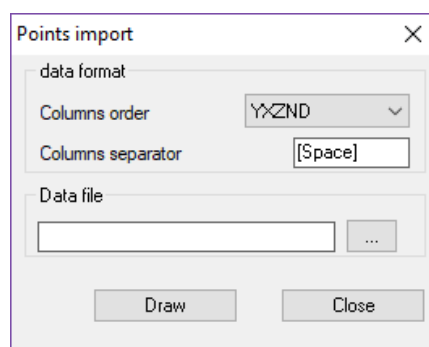 Points import
data format
Columns order YXZND
Columns separator [Space]
Data file
...
Draw Close